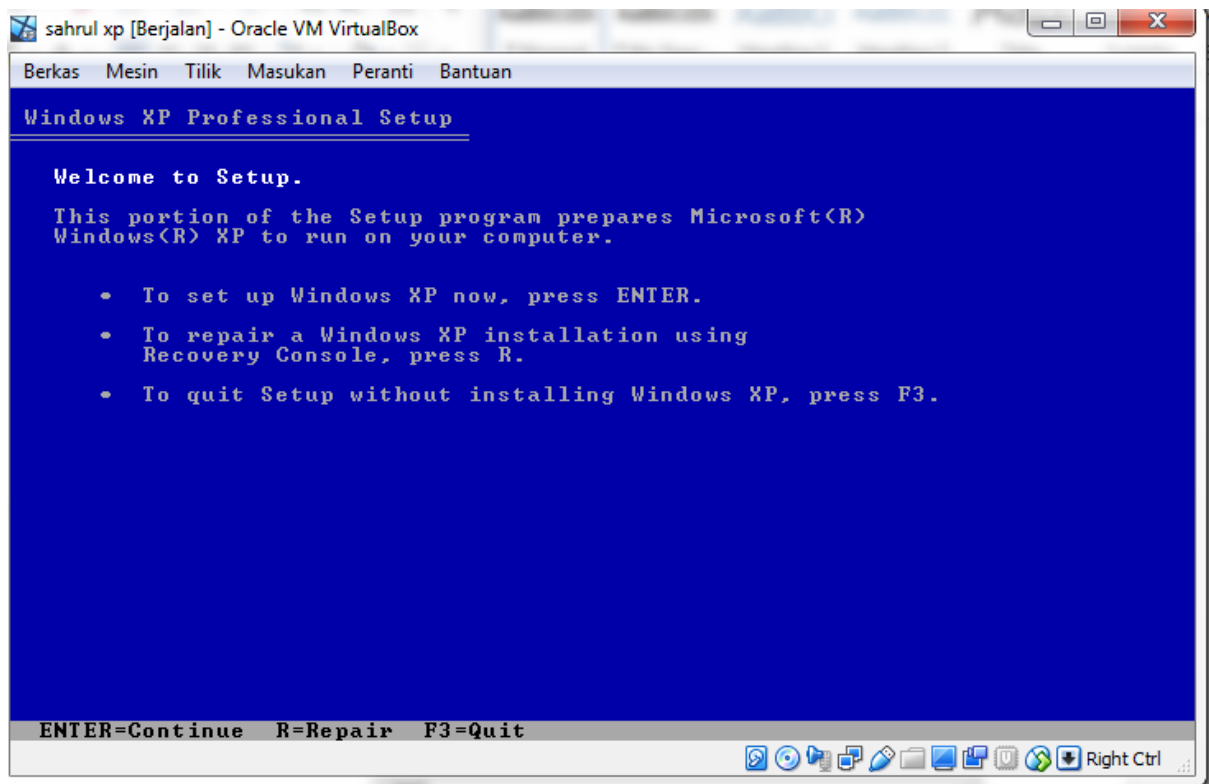 sahrul xp [Berjalan] - Oracle VM VirtualBox
Berkas Mesin Tilik Masukan Peranti Bantuan
Windows XP Professional Setup
Welcome to Setup.
This portion of the Setup program prepares Microsoft(R)
Windows(R) XP to run on your computer.
• To set up Windows XP now, press ENTER.
• To repair a Windows XP installation using
Recovery Console, press R.
• To quit Setup without installing Windows XP, press F3.
ENTER=Continue R=Repair F3=Quit
Right Ctrl